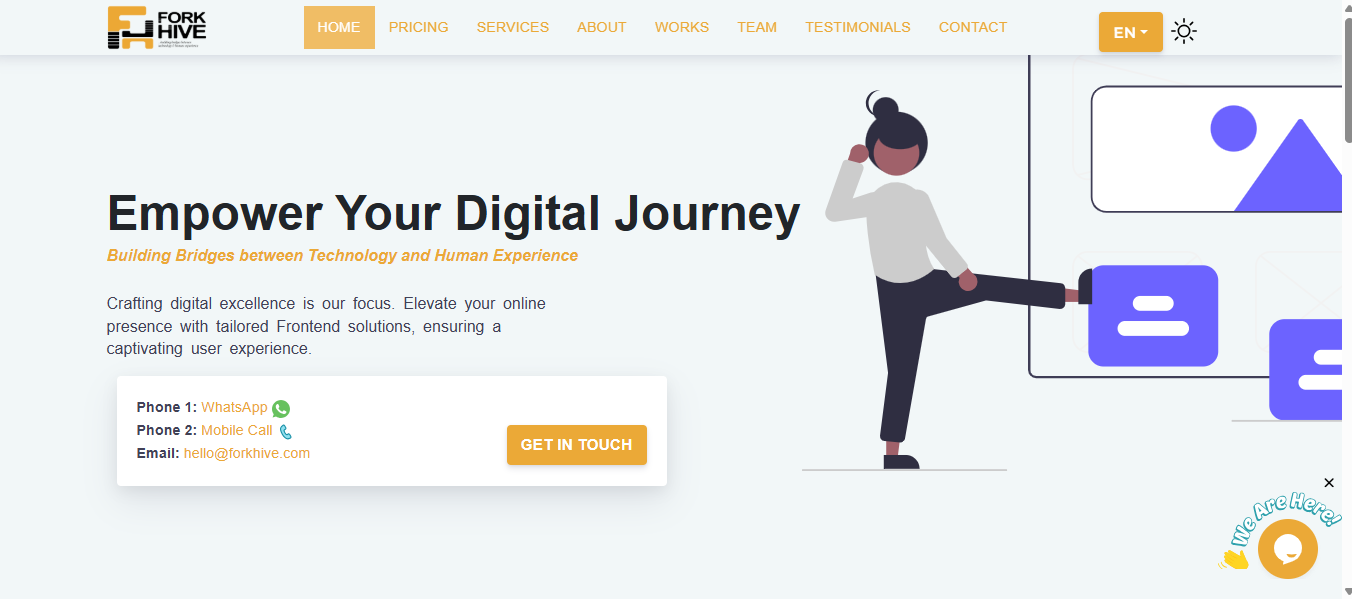 FORK
HIVE
HOME PRICING SERVICES ABOUT WORKS TEAM TESTIMONIALS CONTACT
EN
Empower Your Digital Journey
Building Bridges between Technology and Human Experience
Crafting digital excellence is our focus. Elevate your online
presence with tailored Frontend solutions, ensuring a
captivating user experience.
Phone 1: WhatsApp
Phone 2: Mobile Call
Email: hello@forkhive.com
GET IN TOUCH
We Are Here!